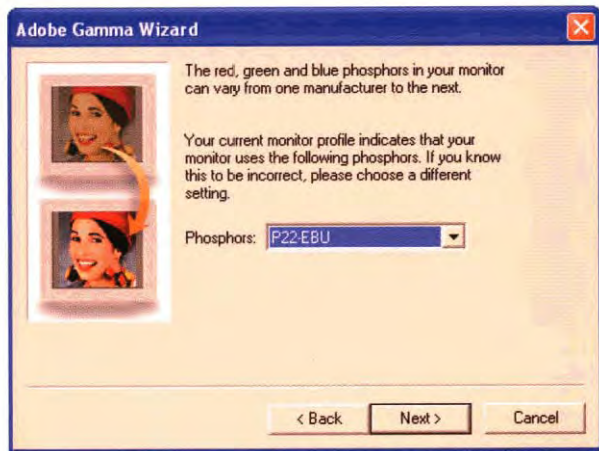 Adobe Gamma Wizard
The red, green and blue phosphors in your monitor
can vary from one manufacturer to the next.
Your current monitor profile indicates that your
monitor uses the following phosphors. If you know
this to be incorrect, please choose a different
setting.
Phosphors: P22-EBU
< Back Next > Cancel